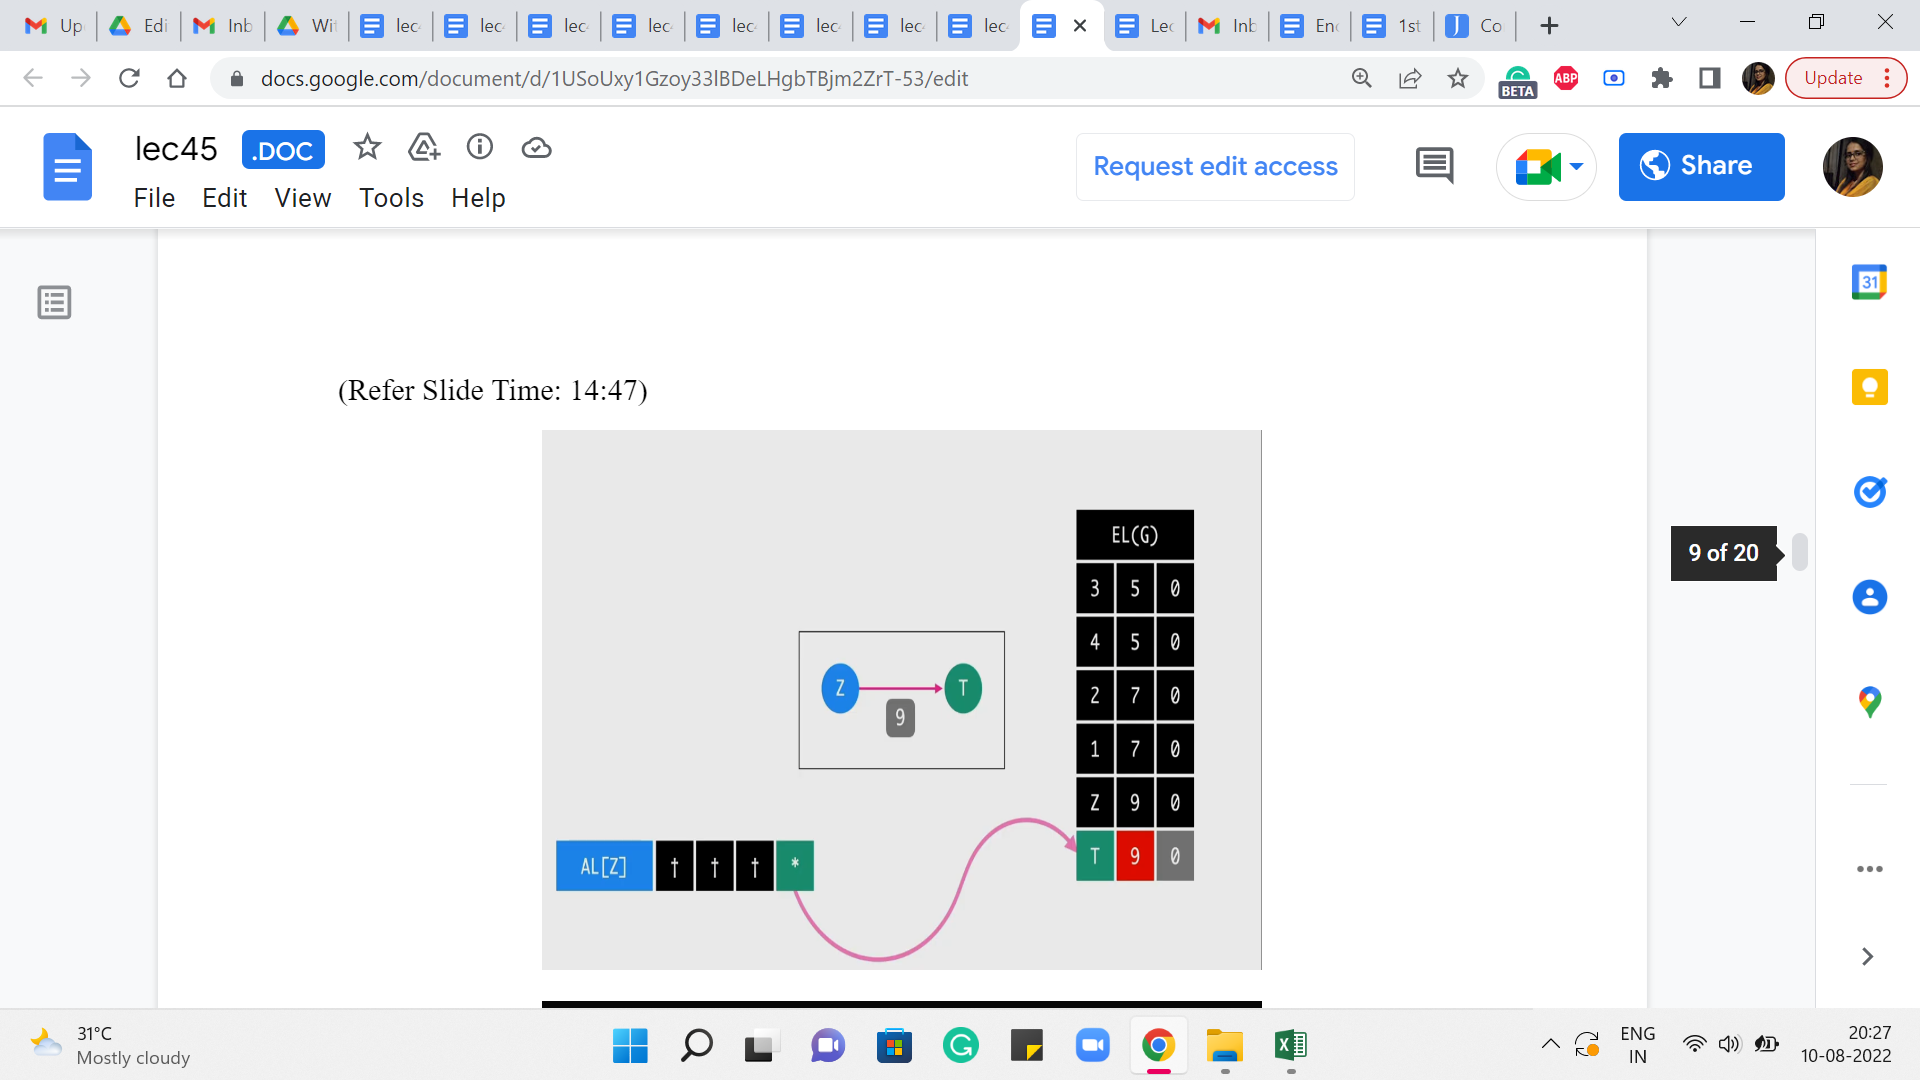 Up Edi Inb Wit lec lec lec lec lec lec lec lec Lec Inb En 1st Co
docs.google.com/document/d/1USoUxy1Gzoy33lBDeLHgbTBjm2ZrT-53/edit
BETA ABP Update
lec45 .DOC
File Edit View Tools Help
Request edit access
Share
31
(Refer Slide Time: 14:47)
EL(G)
3 5 0
4 5 0
2 7 0
1 7 0
Z 9 0
T 9 0
Z T
9
AL[Z] † † † *
9 of 20
31°C
Mostly cloudy
ENG
IN
20:27
10-08-2022